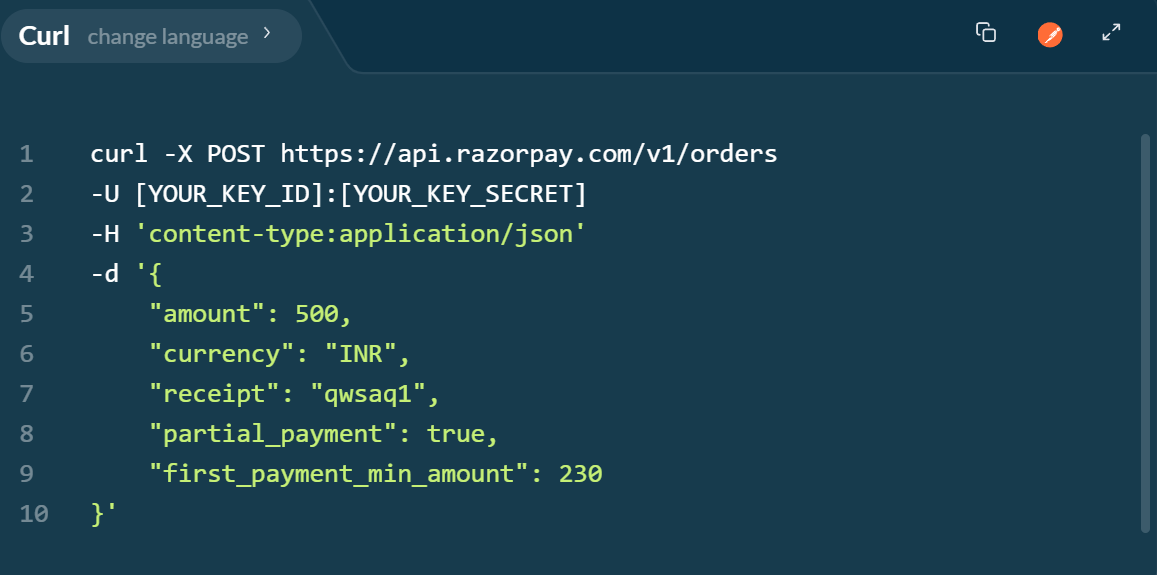 Curl change language
1 curl -X POST https://api.razorpay.com/v1/orders
2 -U [YOUR_KEY_ID]:[YOUR_KEY_SECRET]
3 -H 'content-type:application/json'
4 -d '{
5     "amount": 500,
6     "currency": "INR",
7     "receipt": "qwsaq1",
8     "partial_payment": true,
9     "first_payment_min_amount": 230
10 }'